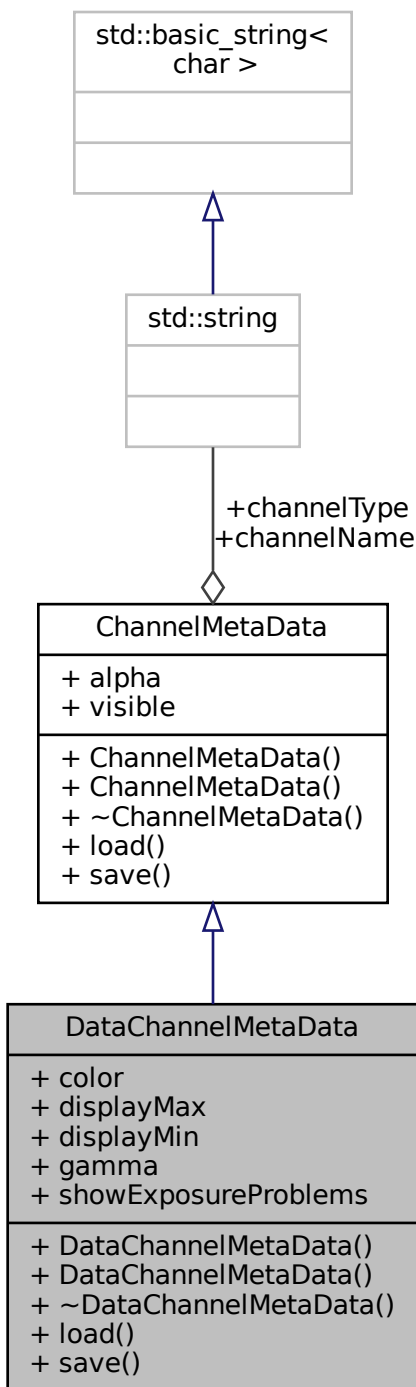 std::basic_string<
char >
std::string
+channelType
+channelName
ChannelMetaData
+ alpha
+ visible
+ ChannelMetaData()
+ ChannelMetaData()
+ ~ChannelMetaData()
+ load()
+ save()
DataChannelMetaData
+ color
+ displayMax
+ displayMin
+ gamma
+ showExposureProblems
+ DataChannelMetaData()
+ DataChannelMetaData()
+ ~DataChannelMetaData()
+ load()
+ save()